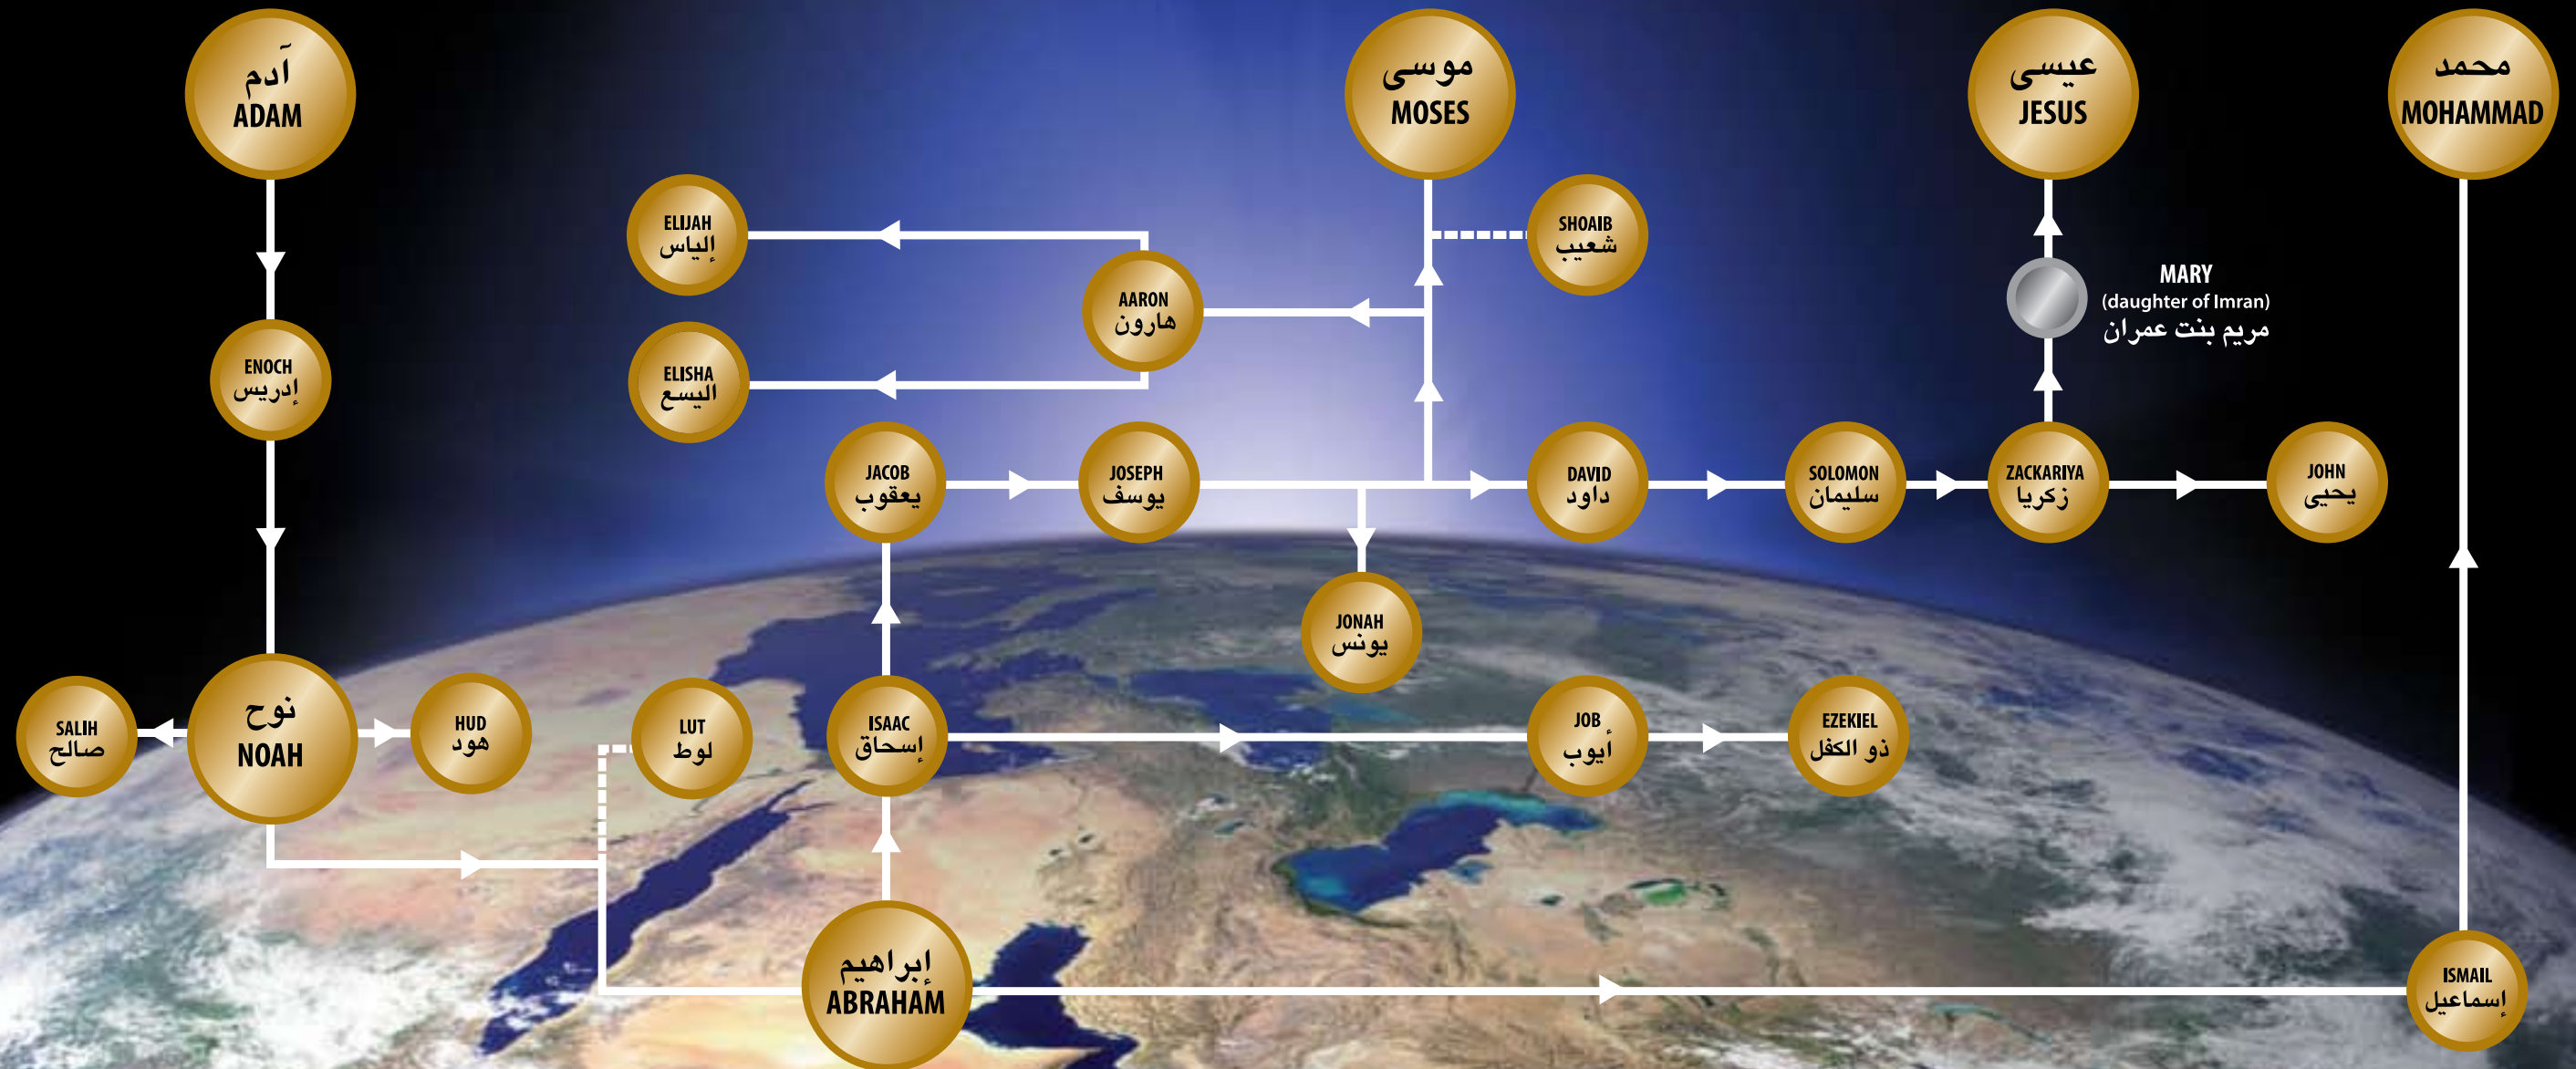 آدم
ADAM
موسى
MOSES
عيسى
JESUS
محمد
MOHAMMAD
ELIJAH
إلياس
SHOAIB
شعيب
AARON
هارون
MARY
(daughter of Imran)
مريم بنت عمران
ENOCH
إدريس
ELISHA
اليسع
JACOB
يعقوب
JOSEPH
يوسف
DAVID
داود
SOLOMON
سليمان
ZACKARIYA
زكريا
JOHN
يحيى
JONAH
يونس
SALIH
صالح
نوح
NOAH
HUD
هود
LUT
لوط
ISAAC
إسحاق
JOB
أيوب
EZEKIEL
ذو الكفل
إبراهيم
ABRAHAM
ISMAIL
إسماعيل